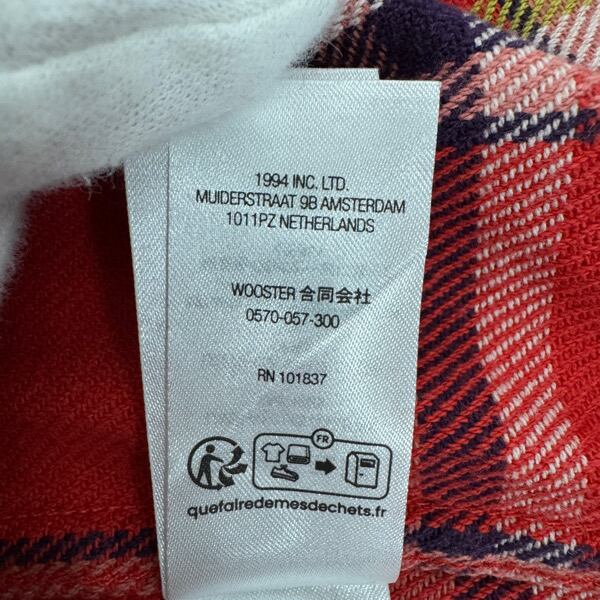 1994 INC. LTD.
MUIDERSTRAAT 9B AMSTERDAM
1011PZ NETHERLANDS
WOOSTER 合同会社
0570-057-300
RN 101837
FR
quefairedemesdechets.fr